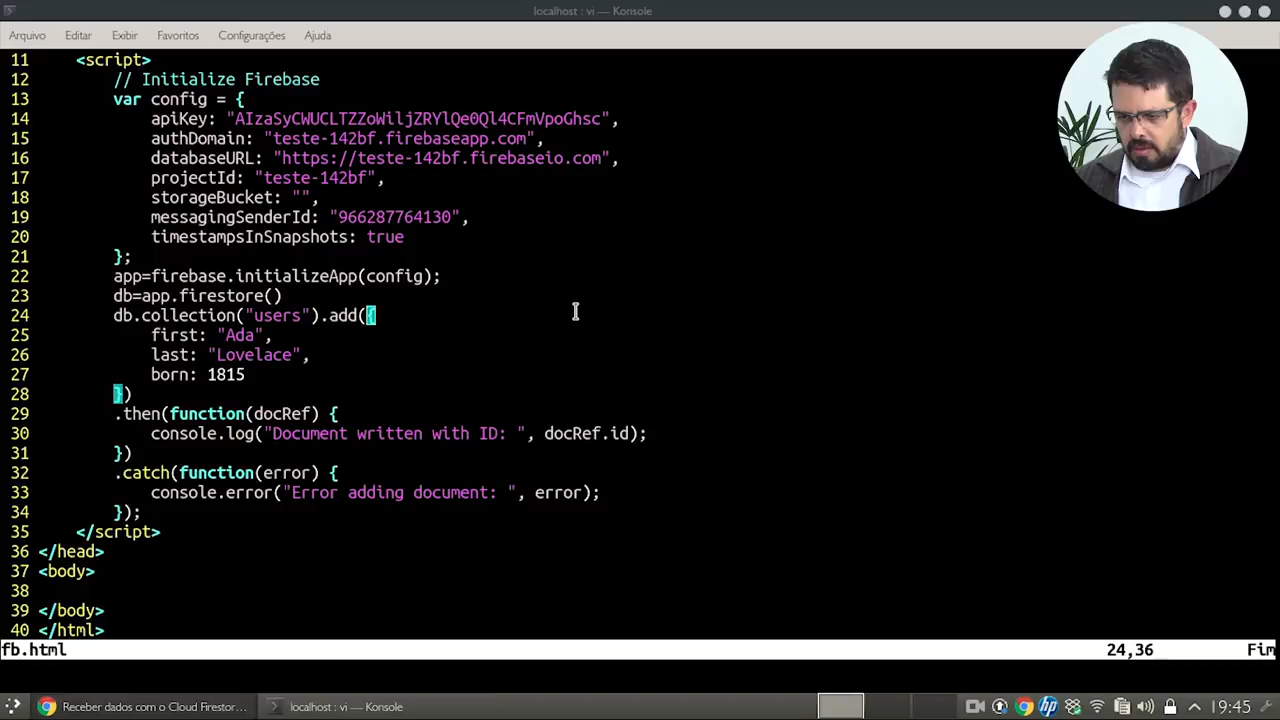 localhost : vi — Konsole
Arquivo Editar Exibir Favoritos Configurações Ajuda
11 <script>
12 // Initialize Firebase
13 var config = {
14 apiKey: "AIzaSyCWUCLTZZoWiljZRYlQe0Ql4CFmVpoGhsc",
15 authDomain: "teste-142bf.firebaseapp.com",
16 databaseURL: "https://teste-142bf.firebaseio.com",
17 projectId: "teste-142bf",
18 storageBucket: "",
19 messagingSenderId: "966287764130",
20 timestampsInSnapshots: true
21 };
22 app=firebase.initializeApp(config);
23 db=app.firestore()
24 db.collection("users").add({
25 first: "Ada",
26 last: "Lovelace",
27 born: 1815
28 })
29 .then(function(docRef) {
30 console.log("Document written with ID: ", docRef.id);
31 })
32 .catch(function(error) {
33 console.error("Error adding document: ", error);
34 });
35 </script>
36 </head>
37 <body>
38
39 </body>
40 </html>
fb.html 24,36 Fim
Receber dados com o Cloud Firestor... localhost : vi — Konsole hp 19:45